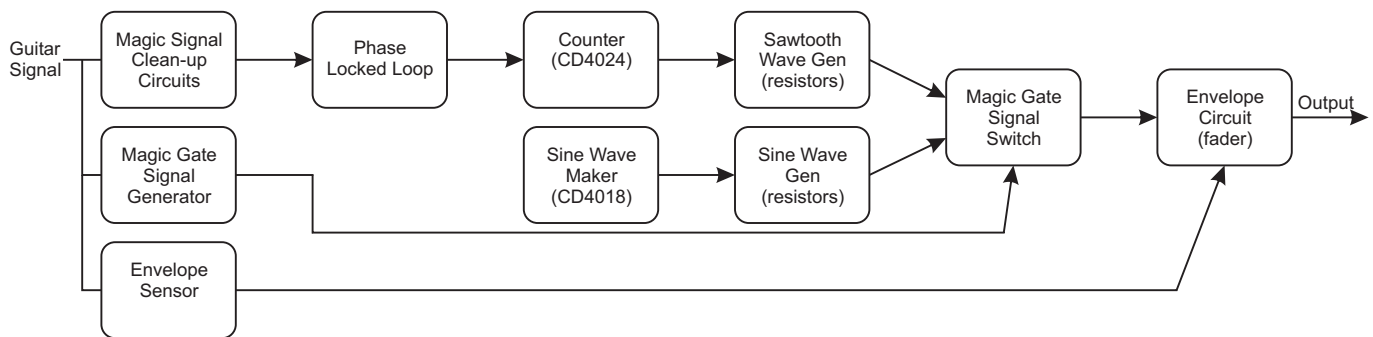 Guitar
Signal
Magic Signal
Clean-up
Circuits
Phase
Locked Loop
Counter
(CD4024)
Sawtooth
Wave Gen
(resistors)
Magic Gate
Signal
Switch
Envelope
Circuit
(fader)
Output
Magic Gate
Signal
Generator
Sine Wave
Maker
(CD4018)
Sine Wave
Gen
(resistors)
Envelope
Sensor